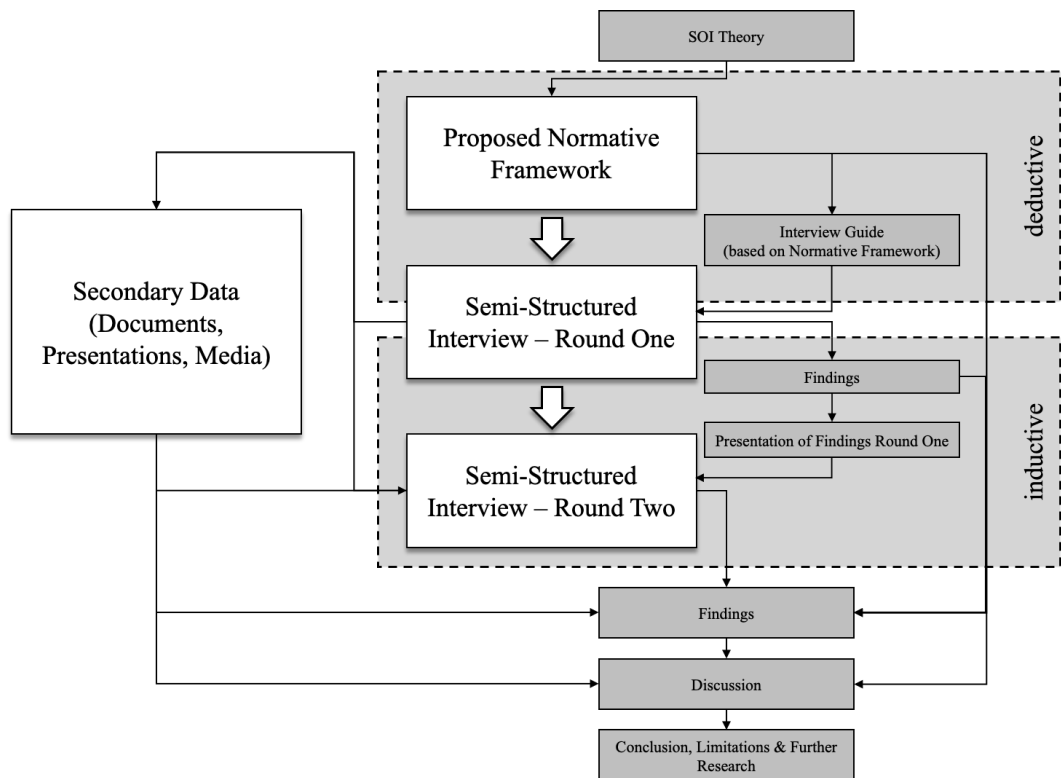 SOI Theory
Proposed Normative
Framework
deductive
Interview Guide
(based on Normative Framework)
Secondary Data
(Documents,
Presentations, Media)
Semi-Structured
Interview – Round One
Findings
Presentation of Findings Round One
inductive
Semi-Structured
Interview – Round Two
Findings
Discussion
Conclusion, Limitations & Further
Research